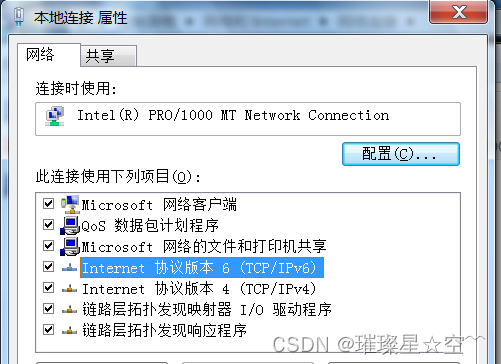 本地连接 属性
网络
共享
连接时使用:
Intel(R) PRO/1000 MT Network Connection
配置(C)...
此连接使用下列项目(O):
Microsoft 网络客户端
QoS 数据包计划程序
Microsoft 网络的文件和打印机共享
Internet 协议版本 6 (TCP/IPv6)
Internet 协议版本 4 (TCP/IPv4)
链路层拓扑发现映射器 I/O 驱动程序
链路层拓扑发现响应程序
CSDN @璀璨星☆空